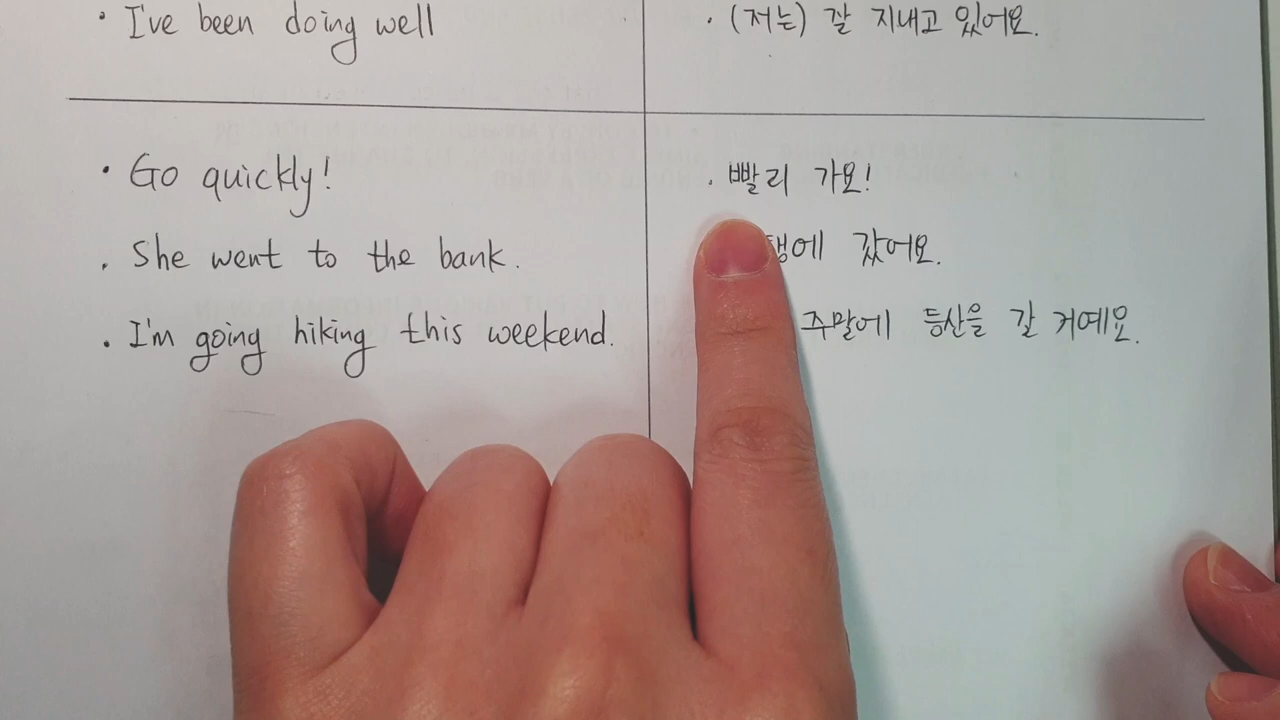 · I've been doing well
· (저는) 잘 지내고 있어요.
· Go quickly!
· 빨리 가요!
. She went to the bank.
갔어요.
. I'm going hiking this weekend.
주말에 등산을 갈 거예요.